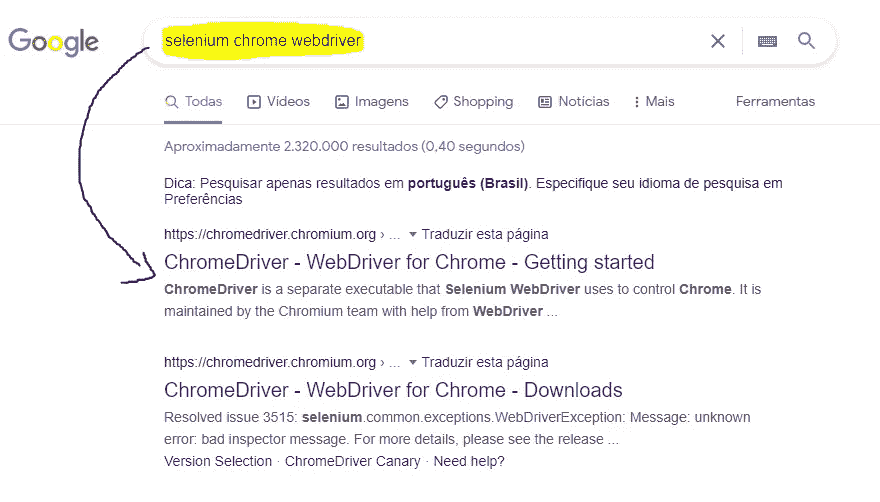 Google
selenium chrome webdriver
Todas Vídeos Imagens Shopping Notícias Mais Ferramentas
Aproximadamente 2.320.000 resultados (0,40 segundos)
Dica: Pesquisar apenas resultados em português (Brasil). Especifique seu idioma de pesquisa em
Preferências
https://chromedriver.chromium.org › ... Traduzir esta página
ChromeDriver - WebDriver for Chrome - Getting started
ChromeDriver is a separate executable that Selenium WebDriver uses to control Chrome. It is
maintained by the Chromium team with help from WebDriver ...
https://chromedriver.chromium.org › ... Traduzir esta página
ChromeDriver - WebDriver for Chrome - Downloads
Resolved issue 3515: selenium.common.exceptions.WebDriverException: Message: unknown
error: bad inspector message. For more details, please see the release ...
Version Selection · ChromeDriver Canary · Need help?